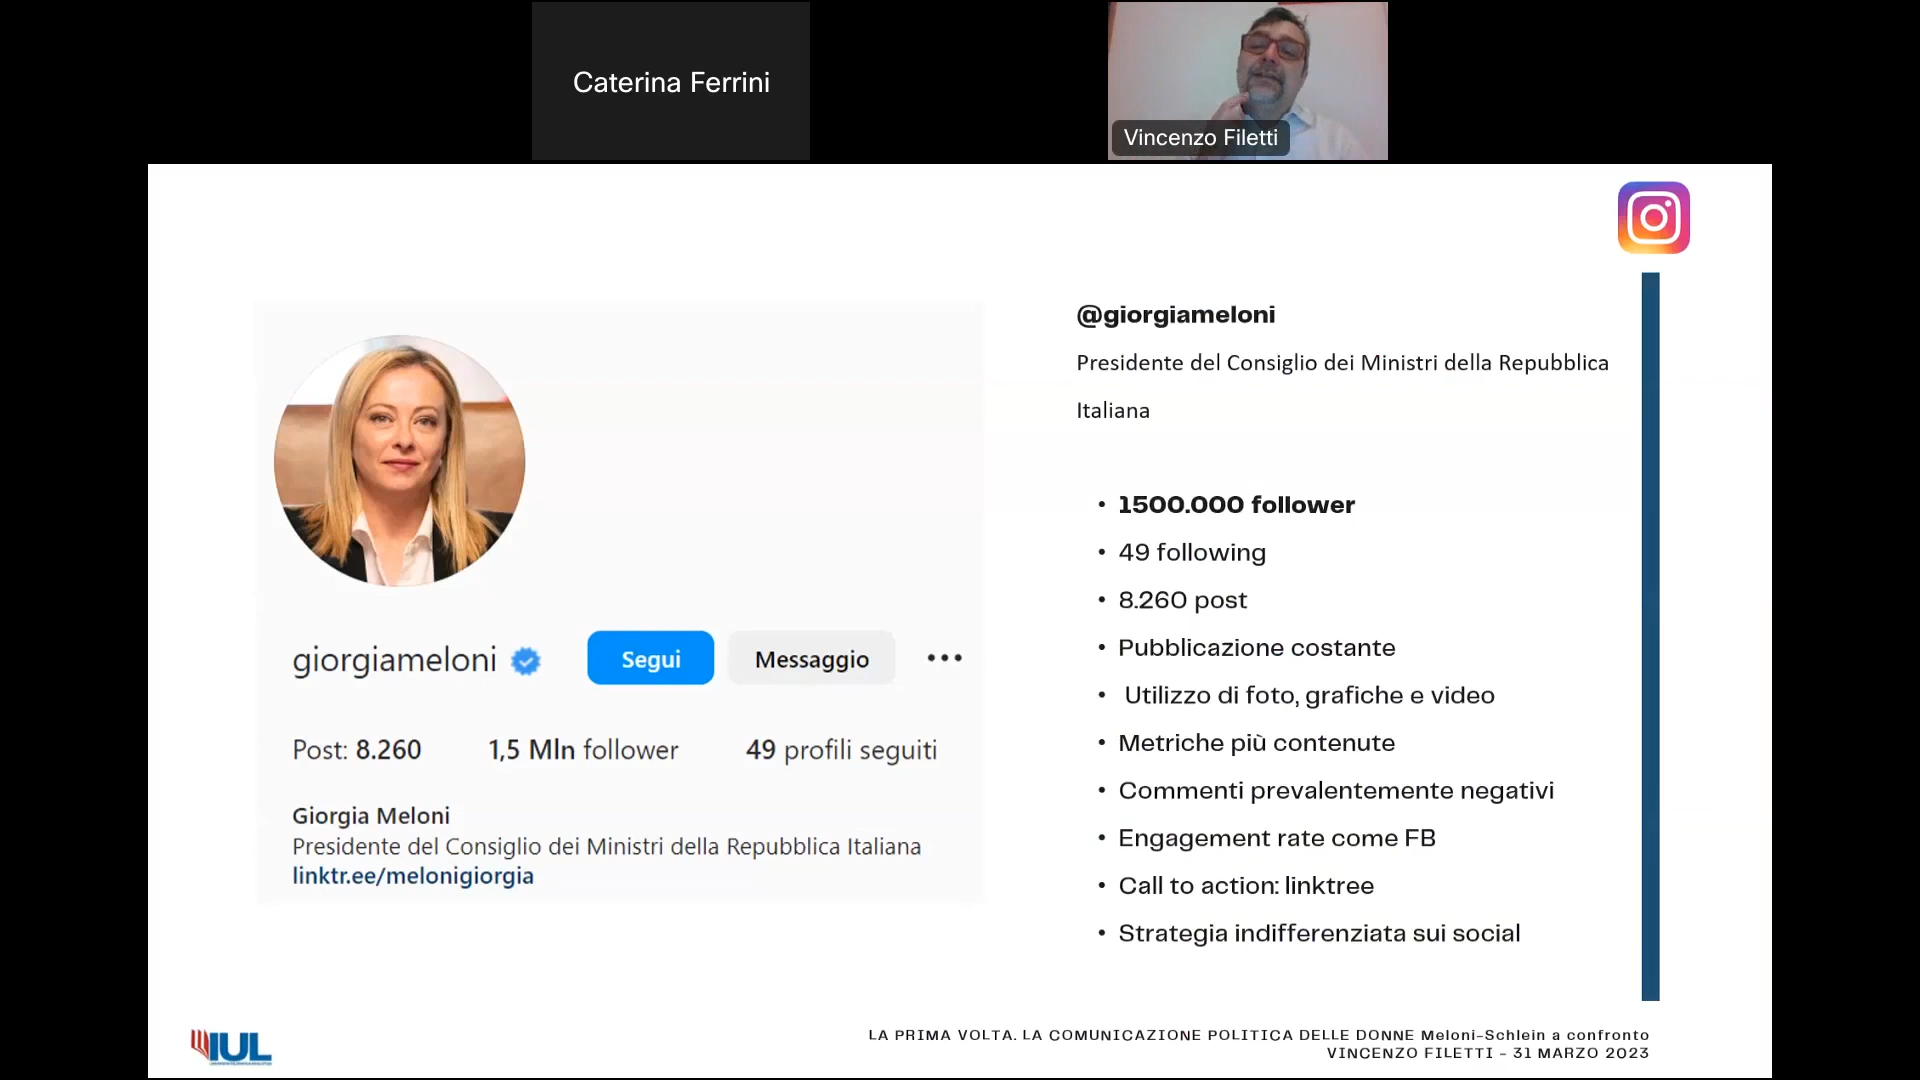 Caterina Ferrini
Vincenzo Filetti
@giorgiameloni
Presidente del Consiglio dei Ministri della Repubblica
Italiana
• 1500.000 follower
• 49 following
• 8.260 post
• Pubblicazione costante
• Utilizzo di foto, grafiche e video
• Metriche più contenute
• Commenti prevalentemente negativi
• Engagement rate come FB
• Call to action: linktree
• Strategia indifferenziata sui social
giorgiameloni
Segui
Messaggio
Post: 8.260
1,5 Mln follower
49 profili seguiti
Giorgia Meloni
Presidente del Consiglio dei Ministri della Repubblica Italiana
linktr.ee/melonigiorgia
IUL
LA PRIMA VOLTA. LA COMUNICAZIONE POLITICA DELLE DONNE Meloni-Schlein a confronto
VINCENZO FILETTI - 31 MARZO 2023